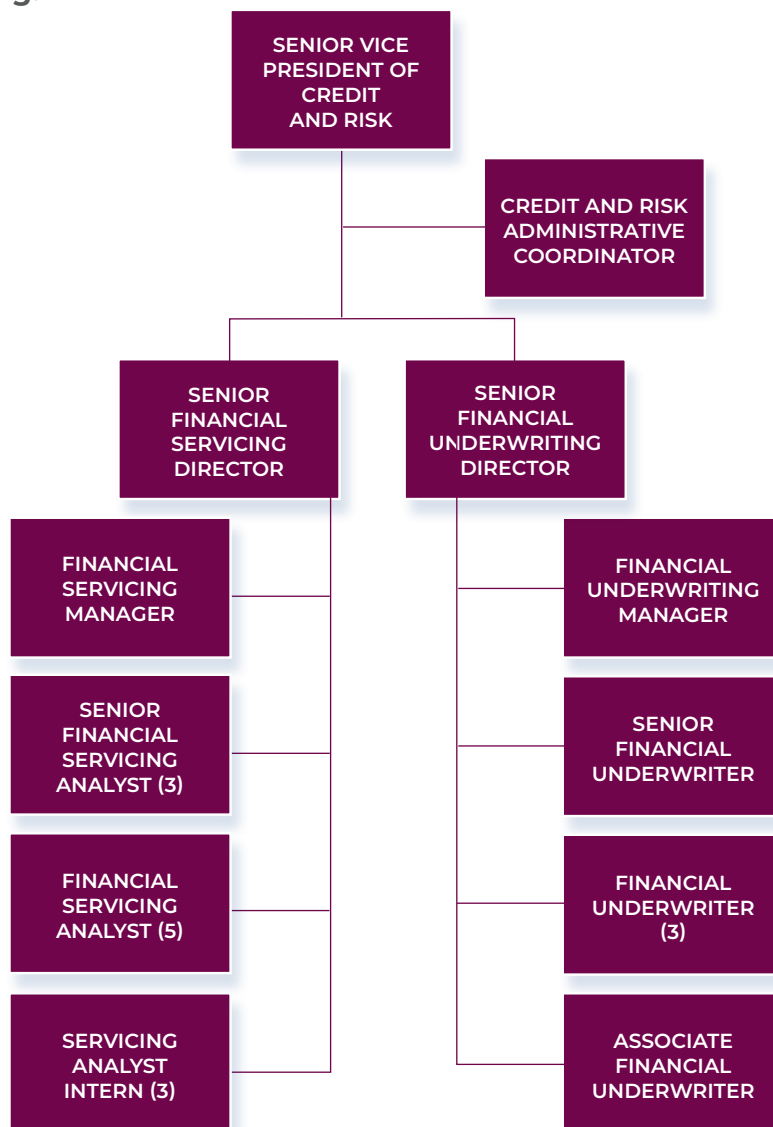 SENIOR VICE
PRESIDENT OF
CREDIT
AND RISK
CREDIT AND RISK
ADMINISTRATIVE
COORDINATOR
SENIOR
FINANCIAL
SERVICING
DIRECTOR
SENIOR
FINANCIAL
UNDERWRITING
DIRECTOR
FINANCIAL
SERVICING
MANAGER
FINANCIAL
UNDERWRITING
MANAGER
SENIOR
FINANCIAL
SERVICING
ANALYST (3)
SENIOR
FINANCIAL
UNDERWRITER
FINANCIAL
SERVICING
ANALYST (5)
FINANCIAL
UNDERWRITER
(3)
SERVICING
ANALYST
INTERN (3)
ASSOCIATE
FINANCIAL
UNDERWRITER